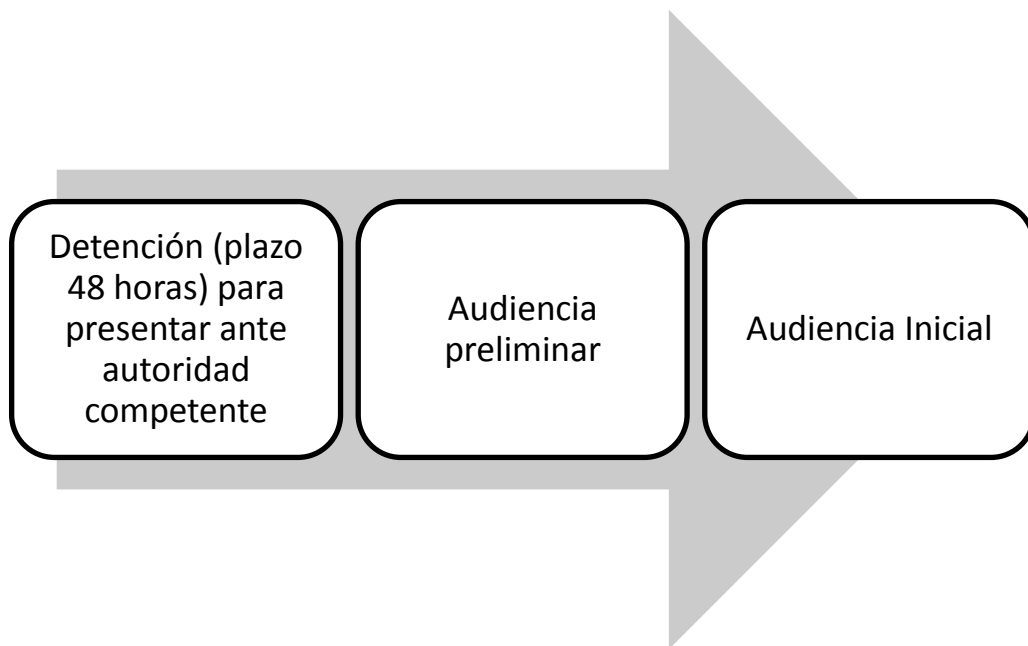 Detención (plazo
48 horas) para
presentar ante
autoridad
competente
Audiencia
preliminar
Audiencia Inicial